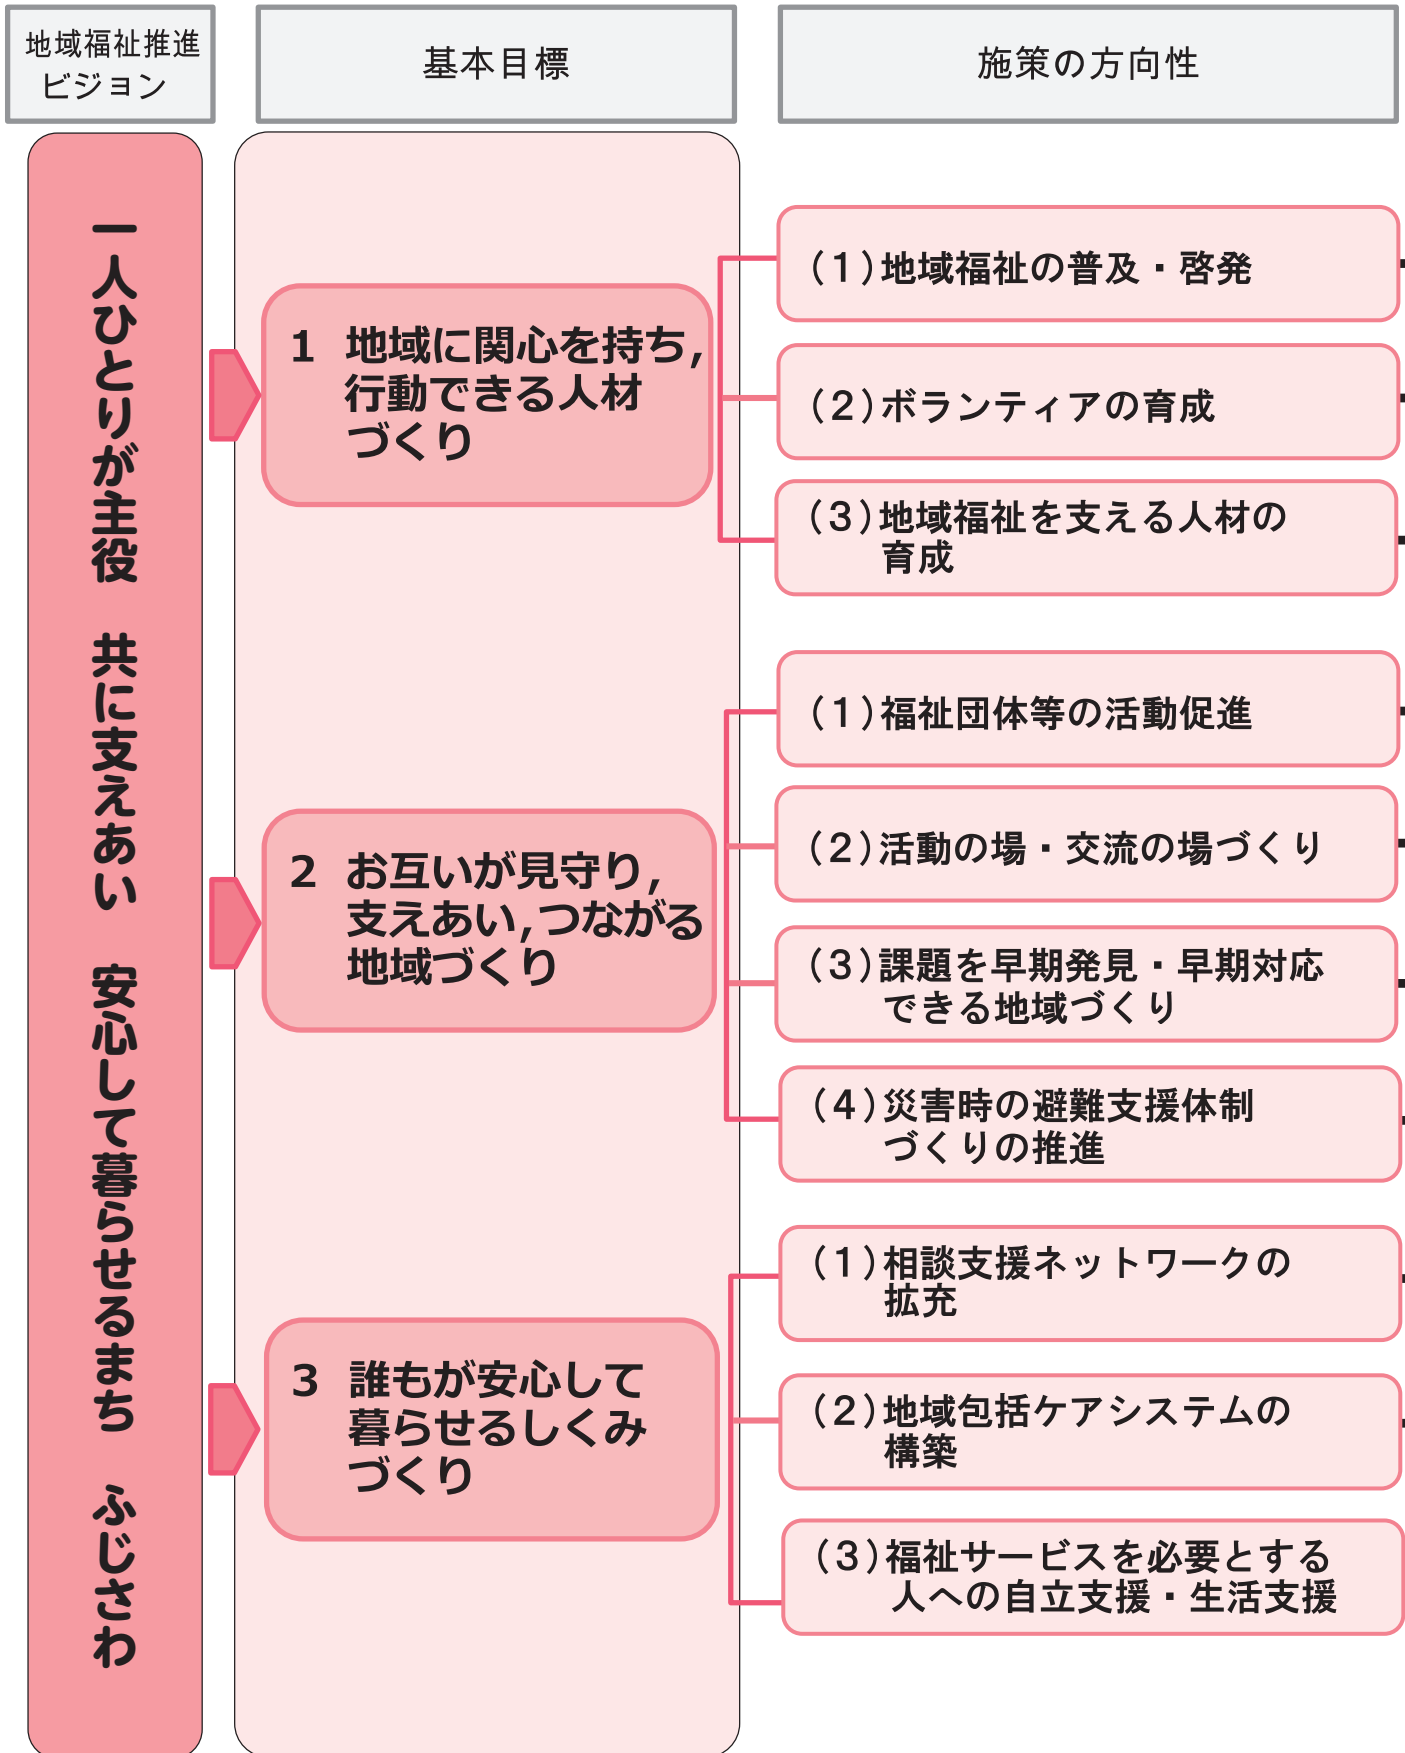 地域福祉推進
ビジョン
基本目標
施策の方向性
一人ひとりが主役　共に支えあい　安心して暮らせるまち　ふじさわ
1 地域に関心を持ち,
行動できる人材
づくり
(1)地域福祉の普及・啓発
(2)ボランティアの育成
(3)地域福祉を支える人材の
育成
2 お互いが見守り,
支えあい,つながる
地域づくり
(1)福祉団体等の活動促進
(2)活動の場・交流の場づくり
(3)課題を早期発見・早期対応
できる地域づくり
(4)災害時の避難支援体制
づくりの推進
3 誰もが安心して
暮らせるしくみ
づくり
(1)相談支援ネットワークの
拡充
(2)地域包括ケアシステムの
構築
(3)福祉サービスを必要とする
人への自立支援・生活支援